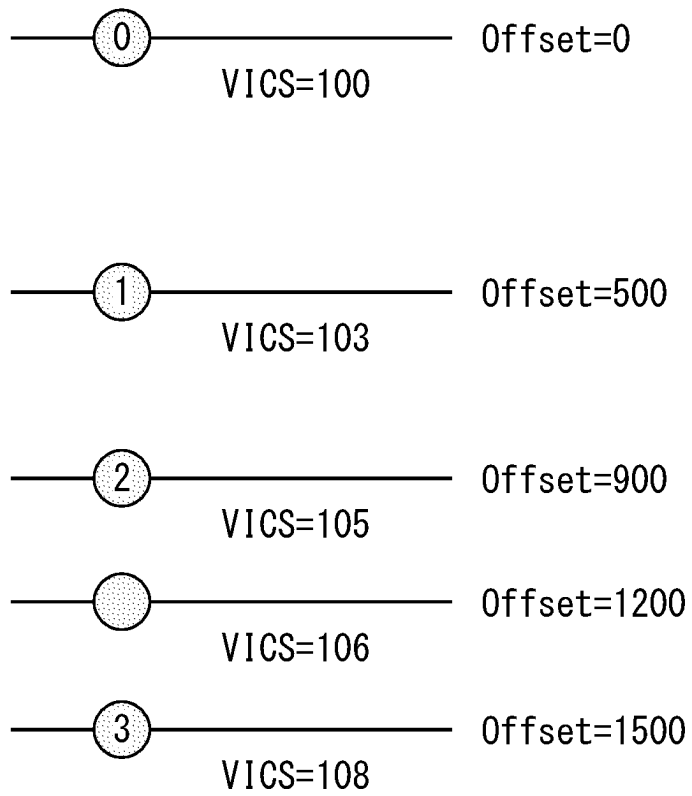 0 Offset=0
VICS=100
1 Offset=500
VICS=103
2 Offset=900
VICS=105
Offset=1200
VICS=106
3 Offset=1500
VICS=108